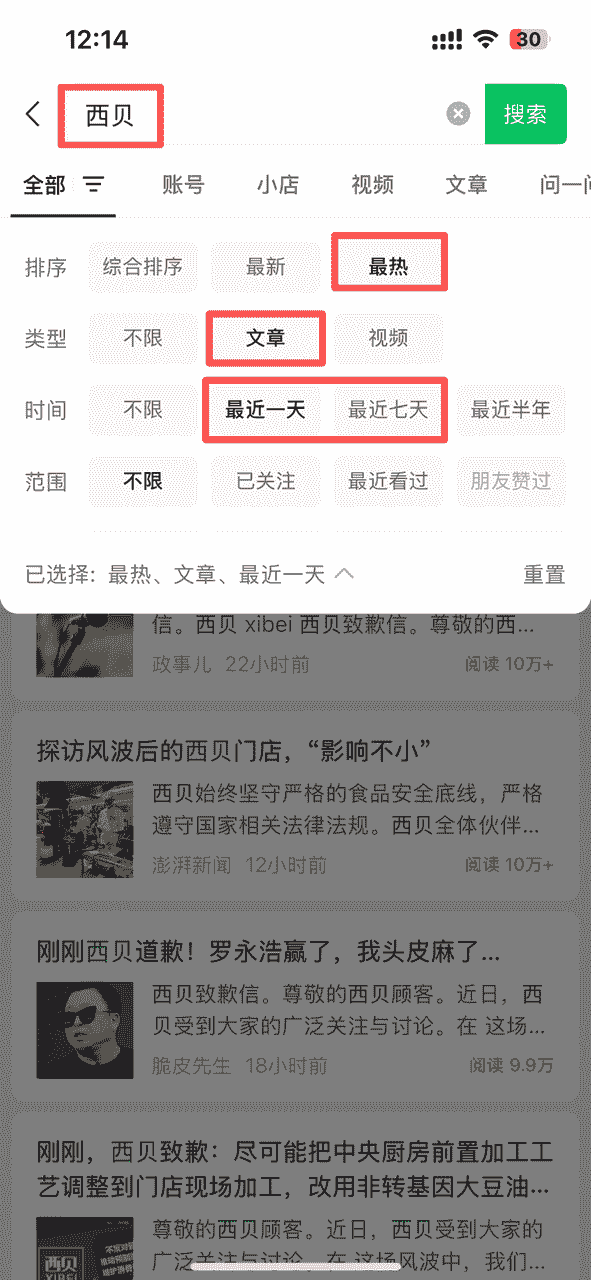 12:14
30
西贝
搜索
全部 账号 小店 视频 文章 问一问
排序 综合排序 最新 最热
类型 不限 文章 视频
时间 不限 最近一天 最近七天 最近半年
范围 不限 已关注 最近看过 朋友赞过
已选择：最热、文章、最近一天 重置
信。西贝 xibei 西贝致歉信。尊敬的西...
政事儿 22小时前 阅读 10万+
探访风波后的西贝门店，“影响不小”
西贝始终坚守严格的食品安全底线，严格
遵守国家相关法律法规。西贝全体伙伴...
澎湃新闻 12小时前 阅读 10万+
刚刚西贝道歉！罗永浩赢了，我头皮麻了...
西贝致歉信。尊敬的西贝顾客。近日，西
贝受到大家的广泛关注与讨论。在 这场...
脆皮先生 18小时前 阅读 9.9万
刚刚，西贝致歉：尽可能把中央厨房前置加工工
艺调整到门店现场加工，改用非转基因大豆油...
尊敬的西贝顾客。近日，西贝受到大家的
广泛关注与讨论。在 这场风波中，我们...
西贝
XIBEI